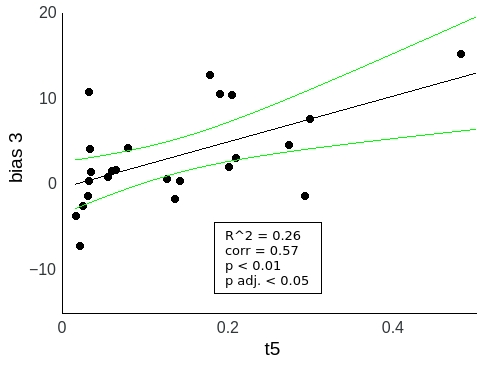 20
10
0
−10
bias 3
R^2 = 0.26
corr = 0.57
p < 0.01
p adj. < 0.05
0 0.2 0.4
t5